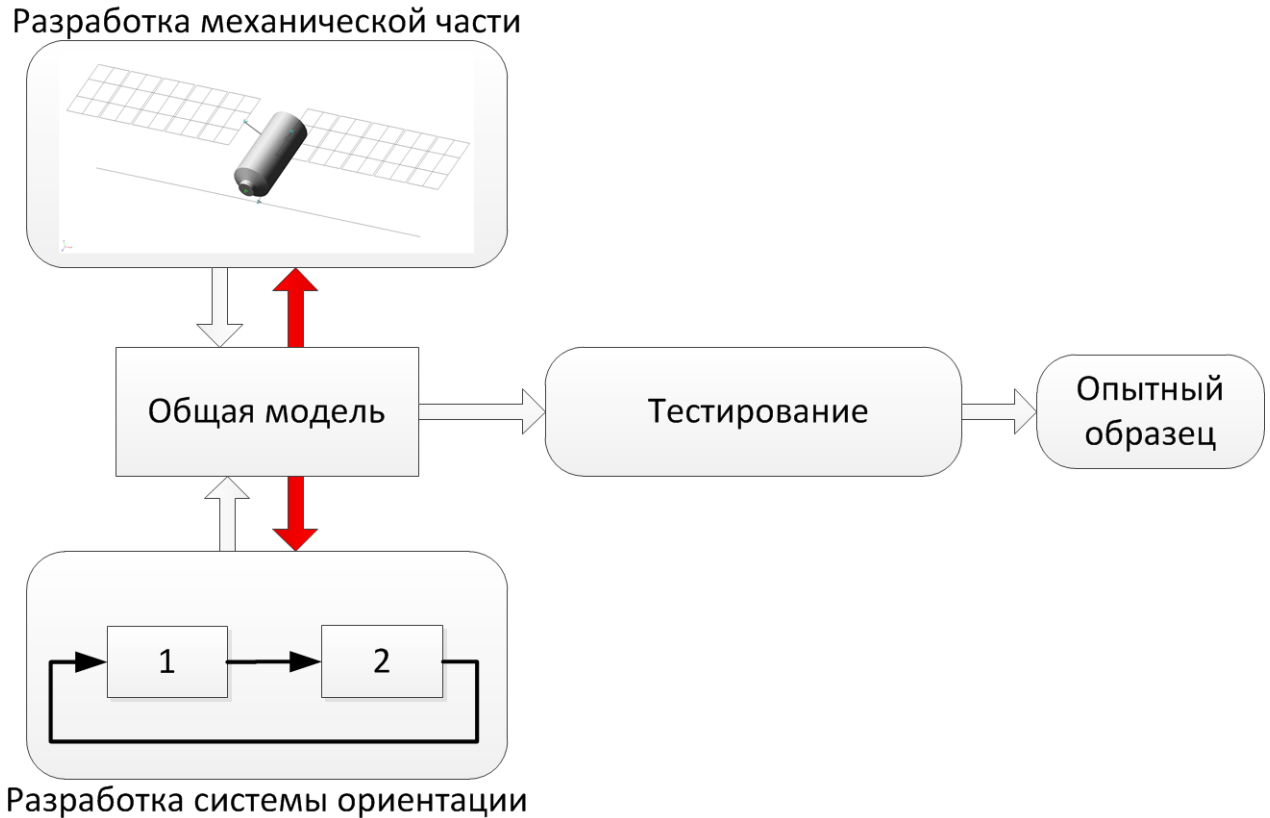 Разработка механической части
Общая модель
Тестирование
Опытный
образец
1
2
Разработка системы ориентации